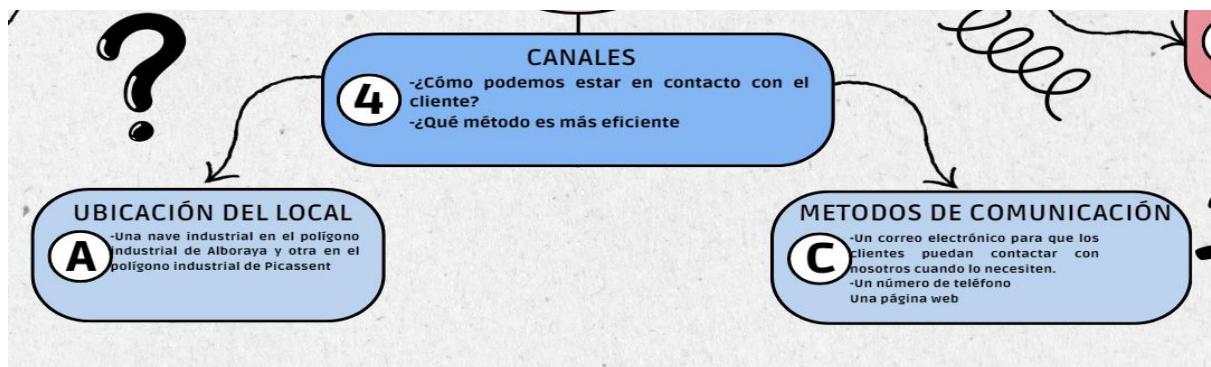 ?
CANALES
4
-¿Cómo podemos estar en contacto con el
cliente?
-¿Qué método es más eficiente
UBICACIÓN DEL LOCAL
A
-Una nave industrial en el polígono
industrial de Alboraya y otra en el
polígono industrial de Picassent
METODOS DE COMUNICACIÓN
C
-Un correo electrónico para que los
clientes puedan contactar con
nosotros cuando lo necesiten.
-Un número de teléfono
Una página web